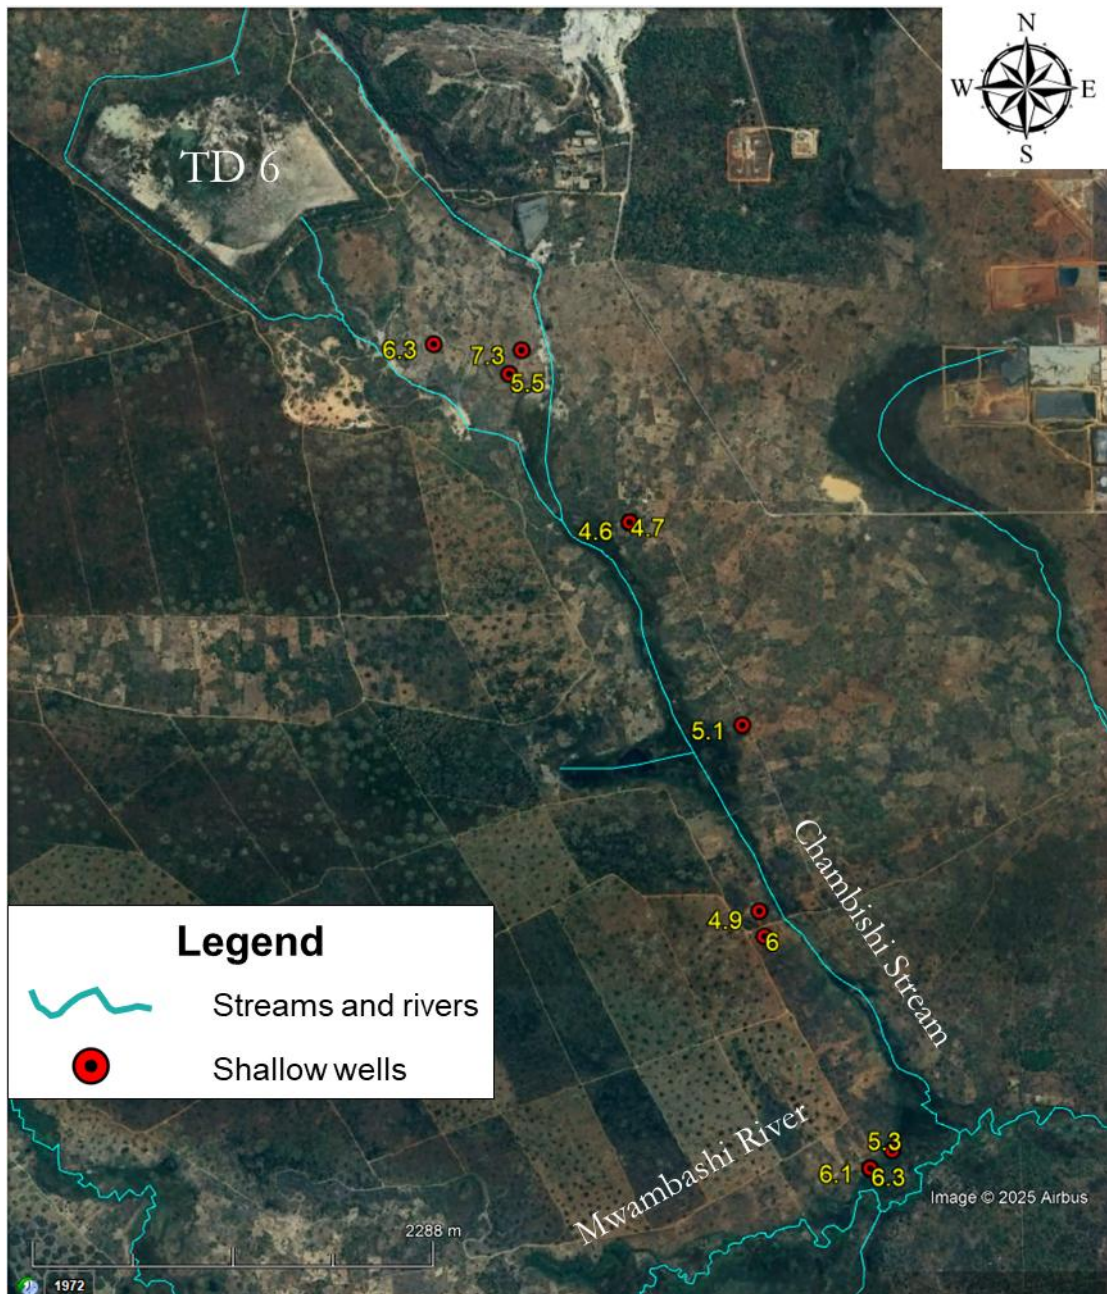 N
W E
S
TD 6
6.3
7.3
5.5
4.6 4.7
5.1
Chambishi Stream
4.9
6
Legend
Streams and rivers
Shallow wells
5.3
6.1 6.3
Mwambashi River
Image © 2025 Airbus
2288 m
1972